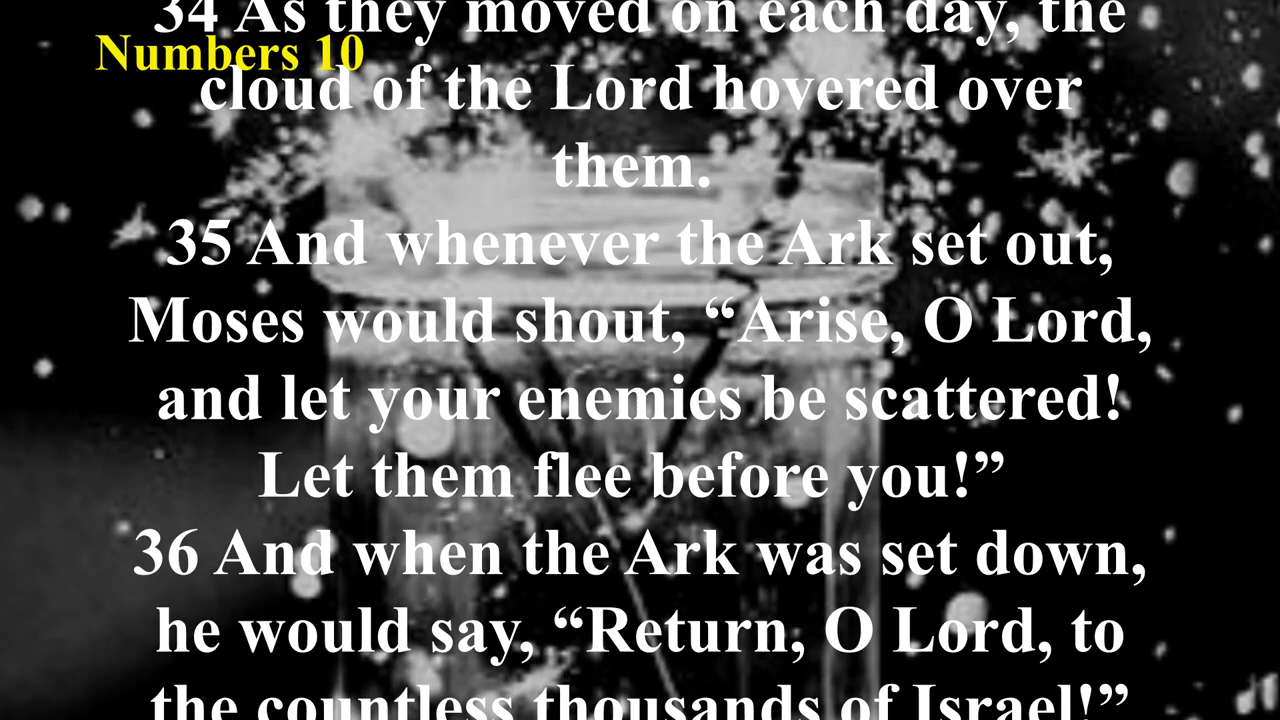 34 As they moved on each day, the
Numbers 10
cloud of the Lord hovered over
them.
35 And whenever the Ark set out,
Moses would shout, “Arise, O Lord,
and let your enemies be scattered!
Let them flee before you!”
36 And when the Ark was set down,
he would say, “Return, O Lord, to
the countless thousands of Israel!”